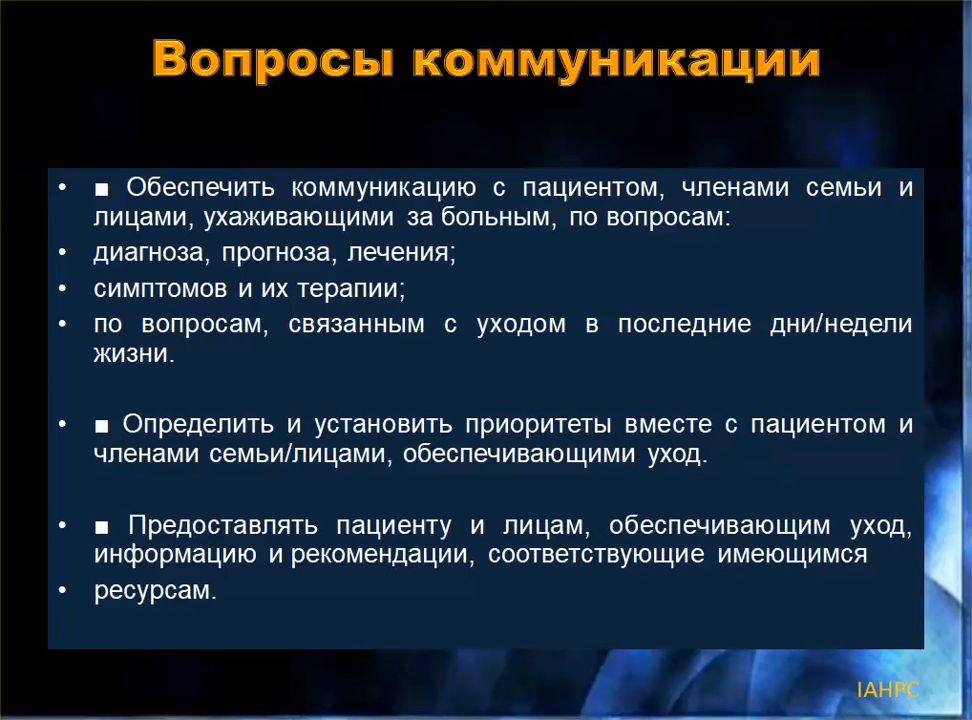 Вопросы коммуникации
• ■ Обеспечить коммуникацию с пациентом, членами семьи и
лицами, ухаживающими за больным, по вопросам:
• диагноза, прогноза, лечения;
• симптомов и их терапии;
• по вопросам, связанным с уходом в последние дни/недели
жизни.
• ■ Определить и установить приоритеты вместе с пациентом и
членами семьи/лицами, обеспечивающими уход.
• ■ Предоставлять пациенту и лицам, обеспечивающим уход,
информацию и рекомендации, соответствующие имеющимся
• ресурсам.
IAHPC